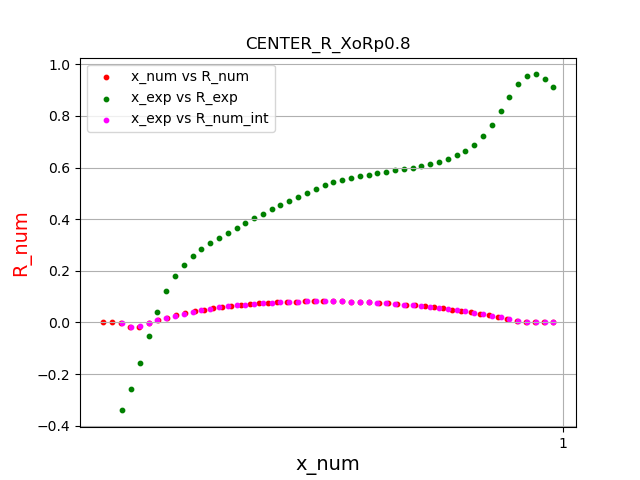 CENTER_R_XoRp0.8
x_num vs R_num
x_exp vs R_exp
x_exp vs R_num_int
R_num
1.0
0.8
0.6
0.4
0.2
0.0
−0.2
−0.4
1
x_num